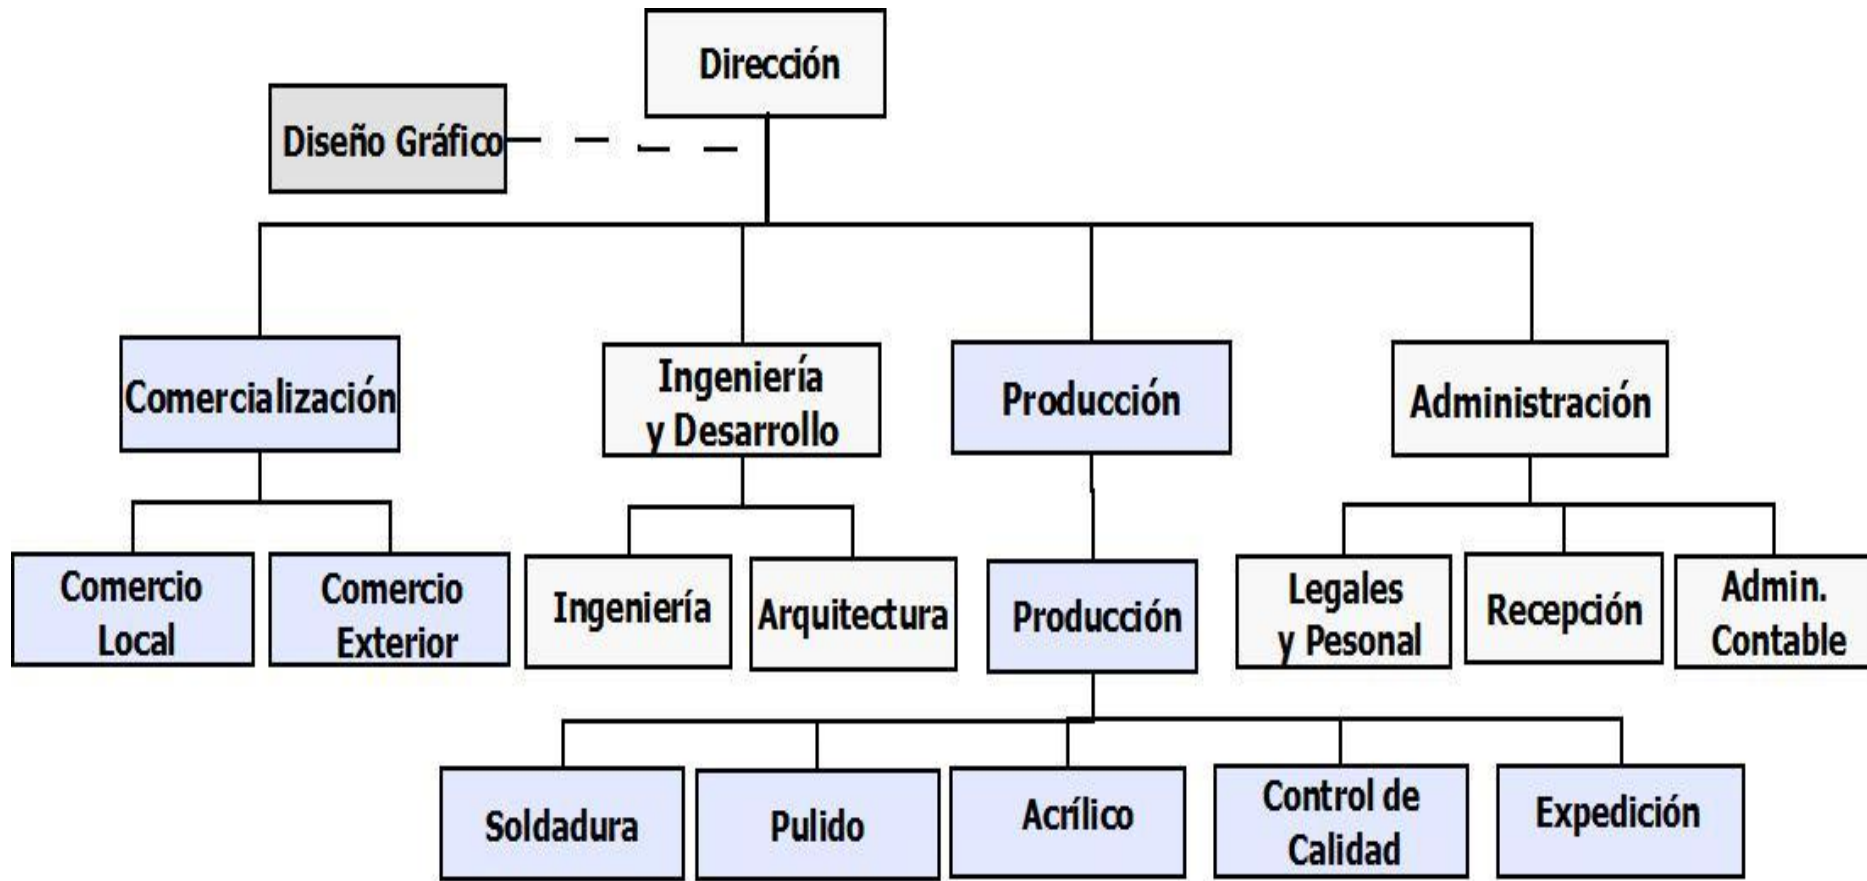 Dirección
Diseño Gráfico
Comercialización
Ingeniería
y Desarrollo
Producción
Administración
Comercio
Local
Comercio
Exterior
Ingeniería
Arquitectura
Producción
Legales
y Pesonal
Recepción
Admin.
Contable
Soldadura
Pulido
Acrílico
Control de
Calidad
Expedición